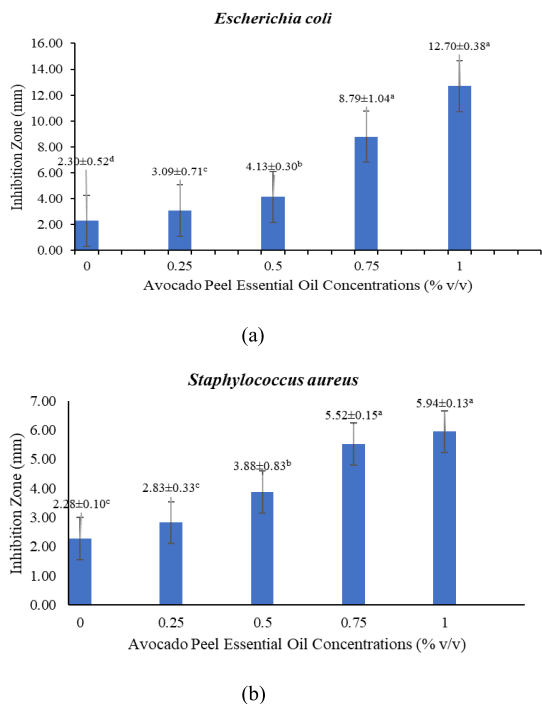 Escherichia coli
16.00
14.00
12.00
10.00
8.00
6.00
4.00
2.00
0.00
Inhibition Zone (mm)
2.30±0.52ᵈ
3.09±0.71ᶜ
4.13±0.30ᵇ
8.79±1.04ᵃ
12.70±0.38ᵃ
0 0.25 0.5 0.75 1
Avocado Peel Essential Oil Concentrations (% v/v)
(a)
Staphylococcus aureus
7.00
6.00
5.00
4.00
3.00
2.00
1.00
0.00
Inhibition Zone (mm)
2.28±0.10ᶜ
2.83±0.33ᶜ
3.88±0.83ᵇ
5.52±0.15ᵃ
5.94±0.13ᵃ
0 0.25 0.5 0.75 1
Avocado Peel Essential Oil Concentrations (% v/v)
(b)